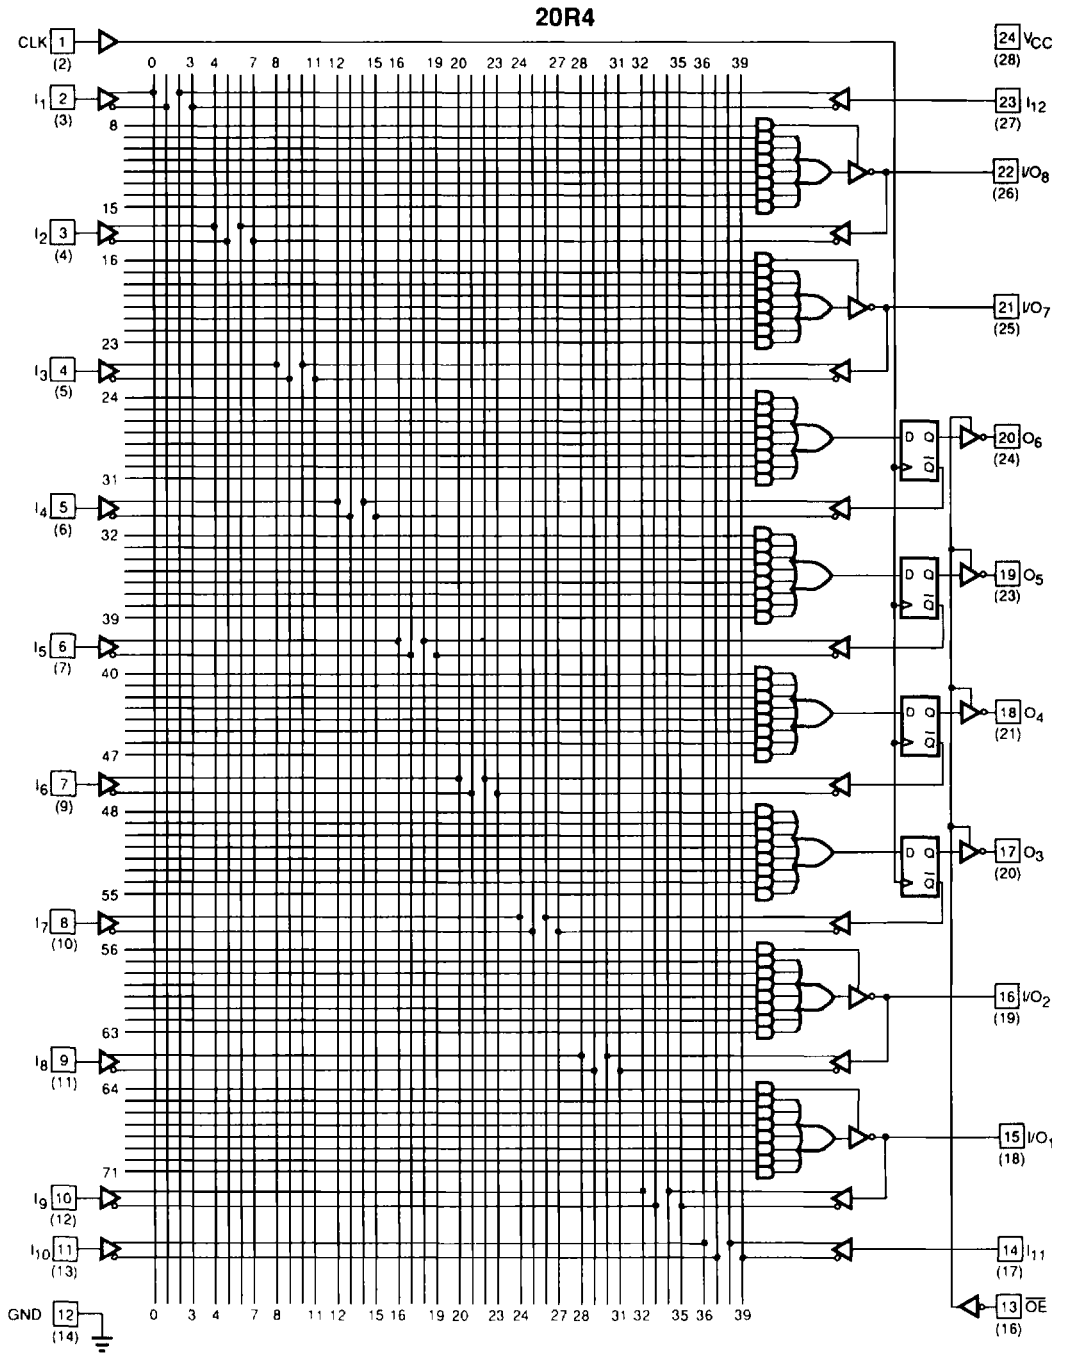 20R4
CLK 1 24 VCC
(2) (28)
0 3 4 7 8 11 12 15 16 19 20 23 24 27 28 31 32 35 36 39
I1 2 23 I12
(3) (27)
8
22 I/O8
(26)
15
I2 3
(4)
16
21 I/O7
(25)
23
I3 4
(5)
24
D Q 20 O6
Q (24)
31
I4 5
(6)
32
D Q 19 O5
Q (23)
39
I5 6
(7)
40
D Q 18 O4
Q (21)
47
I6 7
(9)
48
D Q 17 O3
Q (20)
55
I7 8
(10)
56
16 I/O2
(19)
63
I8 9
(11)
64
15 I/O1
(18)
71
I9 10
(12)
I10 11 14 I11
(13) (17)
0 3 4 7 8 11 12 15 16 19 20 23 24 27 28 31 32 35 36 39
GND 12 13 OE
(14) (16)